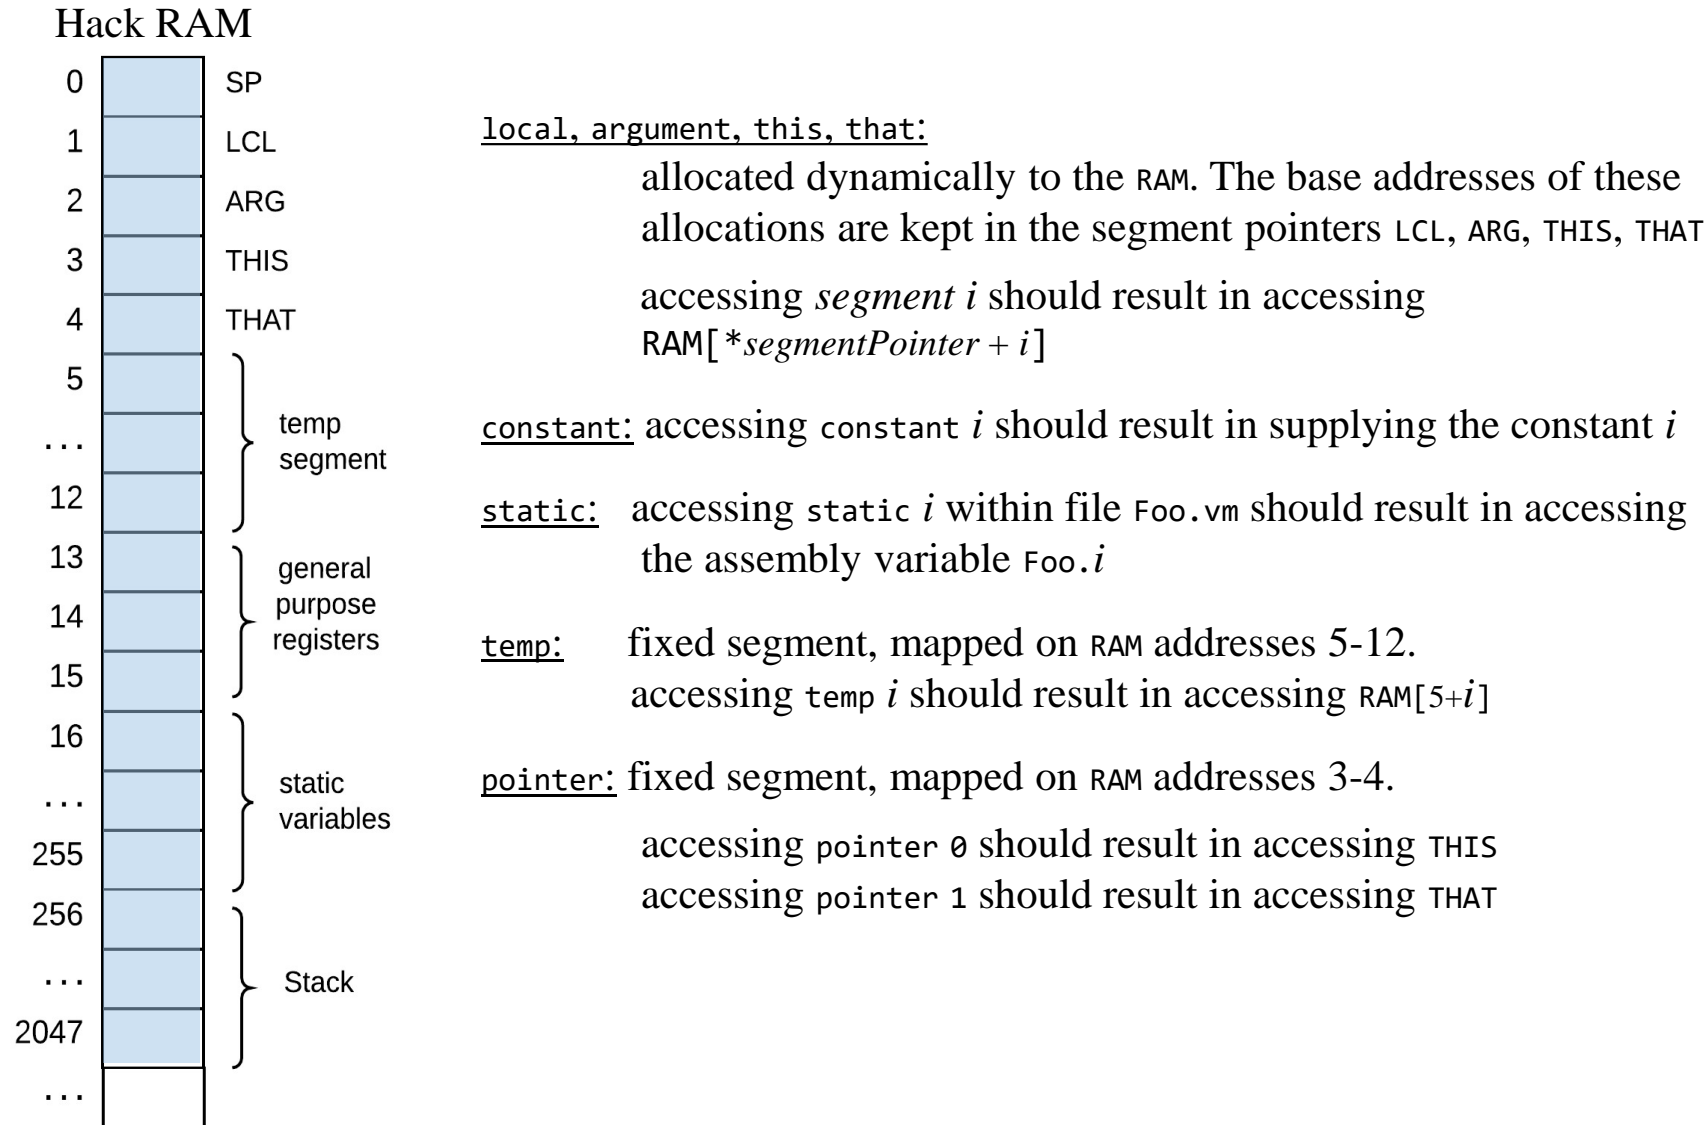 Hack RAM
0 SP
1 LCL
2 ARG
3 THIS
4 THAT
5
...
12
temp
segment
13
14
15
general
purpose
registers
16
...
255
static
variables
256
...
2047
Stack
...
local, argument, this, that:
allocated dynamically to the RAM. The base addresses of these
allocations are kept in the segment pointers LCL, ARG, THIS, THAT
accessing segment i should result in accessing
RAM[*segmentPointer + i]
constant: accessing constant i should result in supplying the constant i
static: accessing static i within file Foo.vm should result in accessing
the assembly variable Foo.i
temp: fixed segment, mapped on RAM addresses 5-12.
accessing temp i should result in accessing RAM[5+i]
pointer: fixed segment, mapped on RAM addresses 3-4.
accessing pointer 0 should result in accessing THIS
accessing pointer 1 should result in accessing THAT